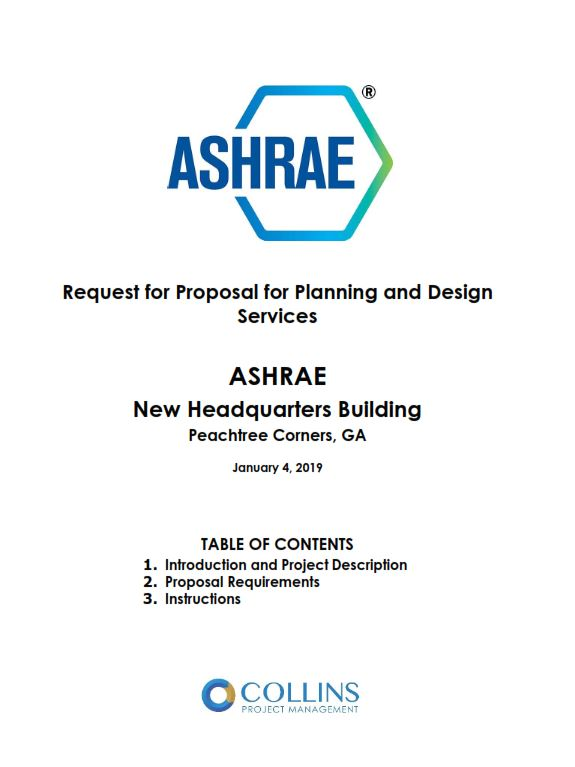 ASHRAE ®
Request for Proposal for Planning and Design
Services
ASHRAE
New Headquarters Building
Peachtree Corners, GA
January 4, 2019
TABLE OF CONTENTS
1. Introduction and Project Description
2. Proposal Requirements
3. Instructions
COLLINS
PROJECT MANAGEMENT